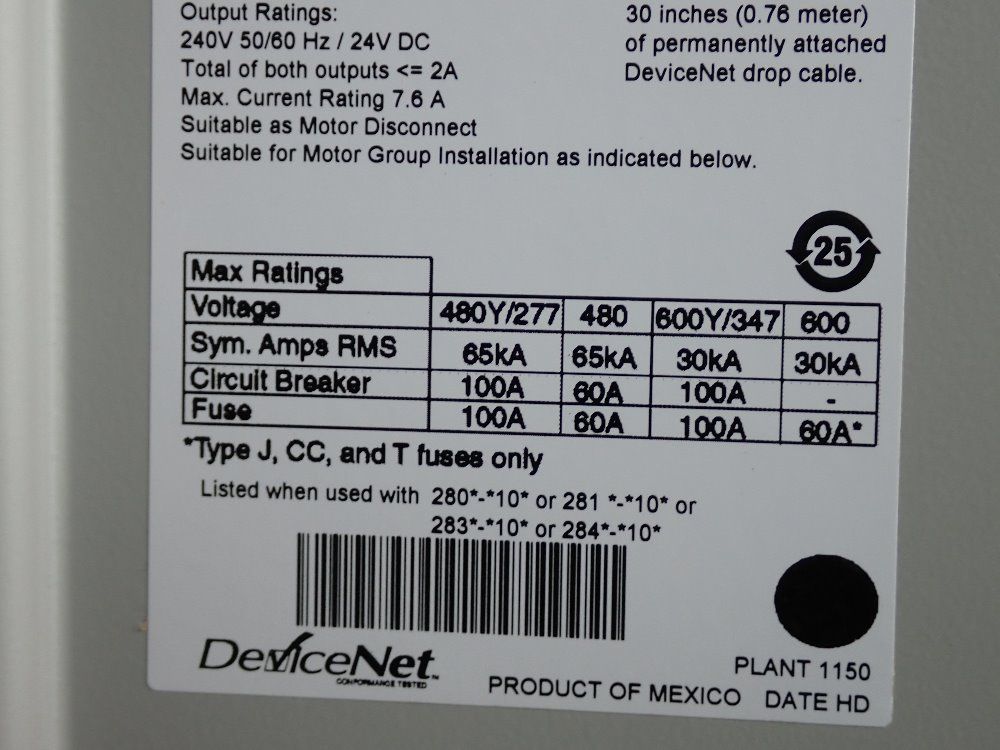 Output Ratings:
240V 50/60 Hz / 24V DC
Total of both outputs <= 2A
Max. Current Rating 7.6 A
Suitable as Motor Disconnect
Suitable for Motor Group Installation as indicated below.
30 inches (0.76 meter)
of permanently attached
DeviceNet drop cable.
25
Max Ratings
Voltage 480Y/277 480 600Y/347 600
Sym. Amps RMS 65kA 65kA 30kA 30kA
Circuit Breaker 100A 60A 100A -
Fuse 100A 60A 100A 60A*
*Type J, CC, and T fuses only
Listed when used with 280*-*10* or 281 *-*10* or
283*-*10* or 284*-*10*
DeviceNet™
CONFORMANCE TESTED
PLANT 1150
PRODUCT OF MEXICO DATE HD